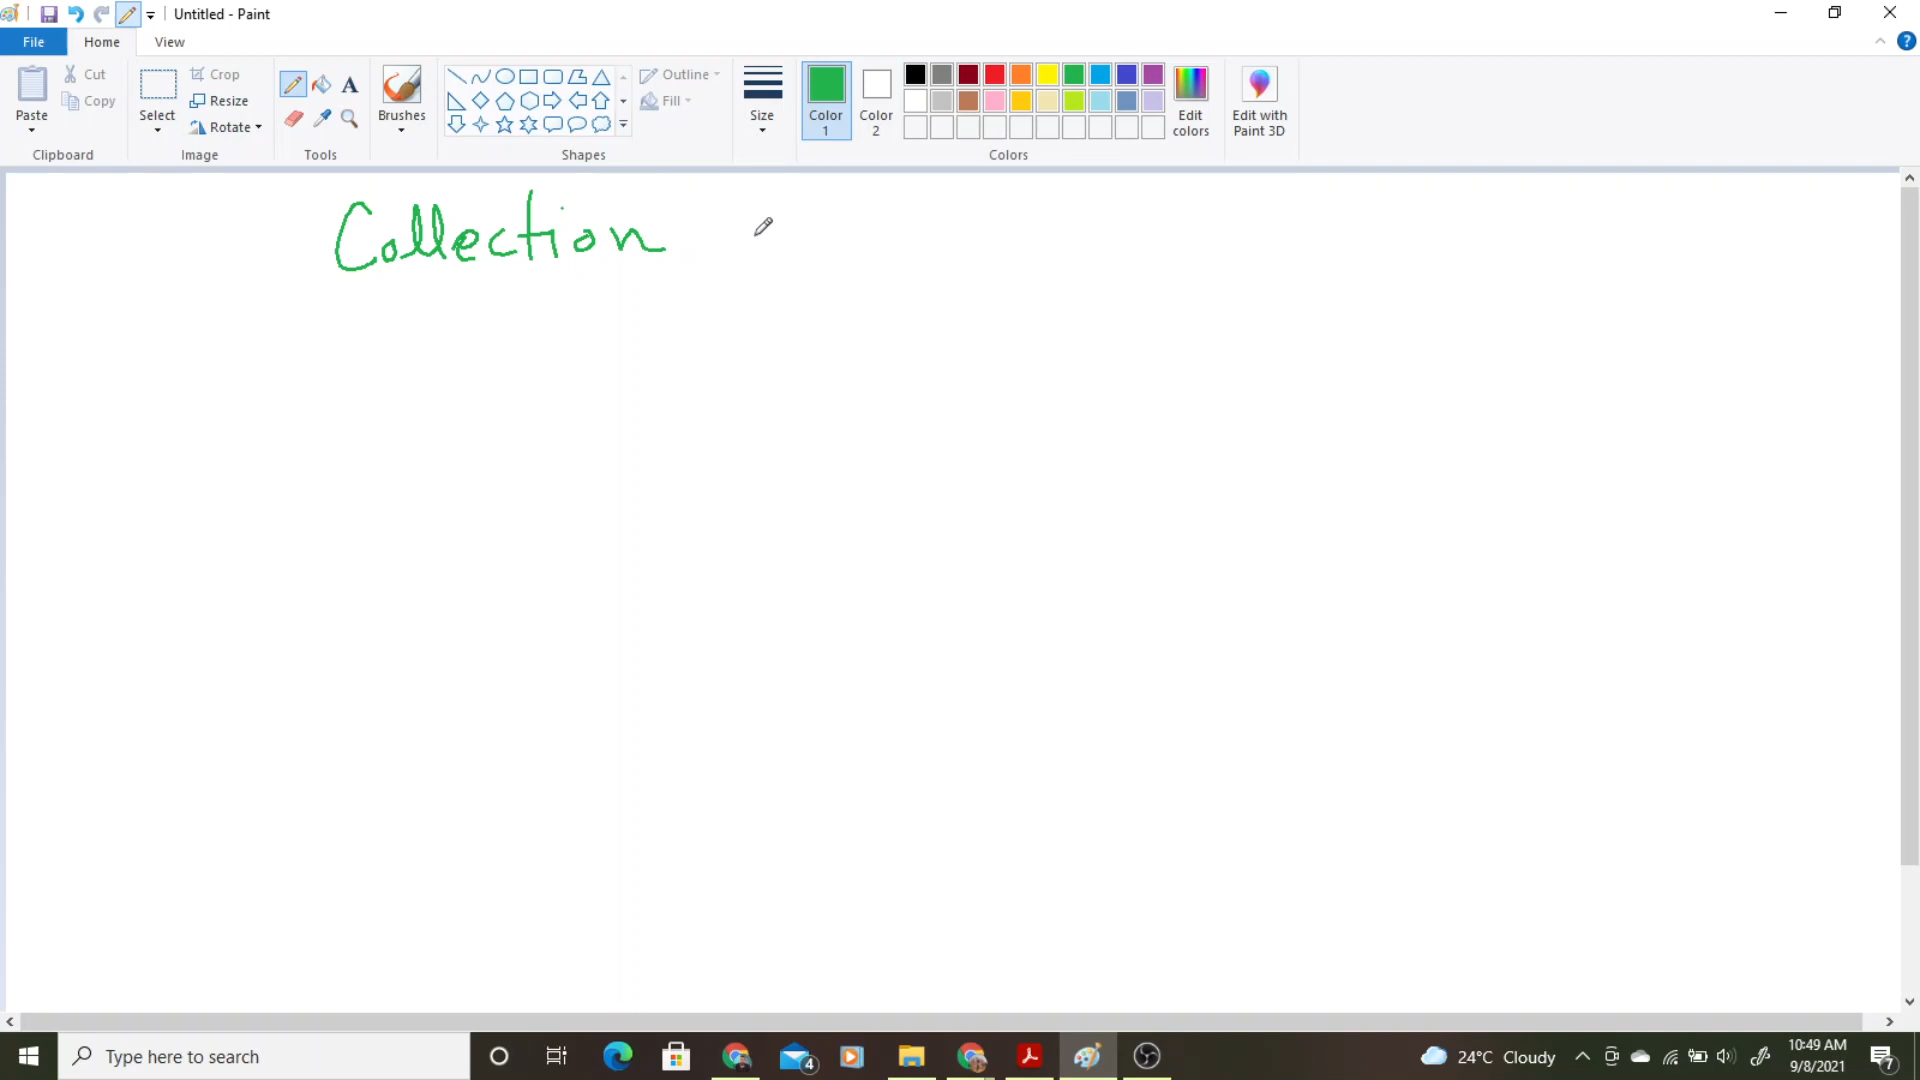 Untitled - Paint
File Home View
Paste
Cut
Copy
Clipboard
Select
Crop
Resize
Rotate
Image
A
Tools
Brushes
Outline
Fill
Shapes
Size
Color 1
Color 2
Edit colors
Colors
Edit with Paint 3D
Collection
Type here to search
4
24°C Cloudy
10:49 AM
9/8/2021
7